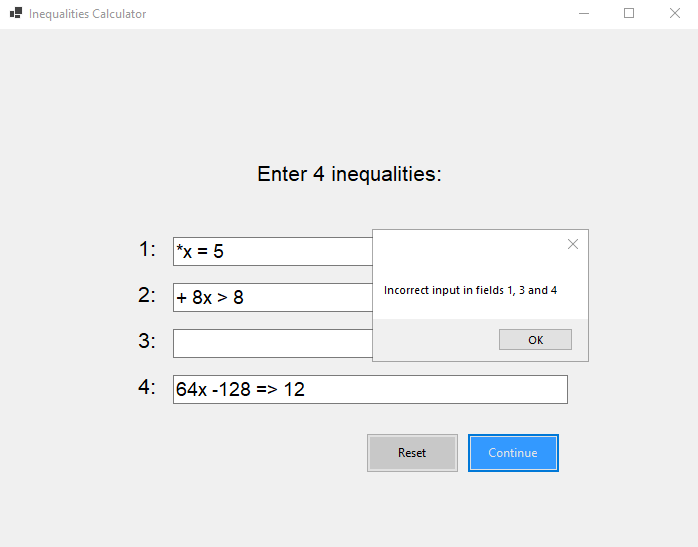 Inequalities Calculator
Enter 4 inequalities:
1: *x = 5
2: + 8x > 8
3:
4: 64x -128 => 12
Incorrect input in fields 1, 3 and 4
OK
Reset
Continue